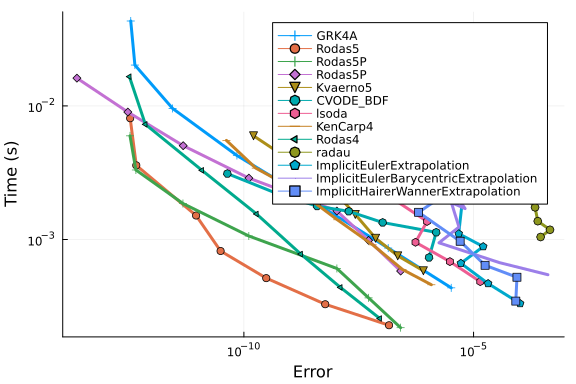 GRK4A
Rodas5
Rodas5P
Rodas5P
Kvaerno5
CVODE_BDF
lsoda
KenCarp4
Rodas4
radau
ImplicitEulerExtrapolation
ImplicitEulerBarycentricExtrapolation
ImplicitHairerWannerExtrapolation
Time (s)
10⁻²
10⁻³
10⁻¹⁰
10⁻⁵
Error